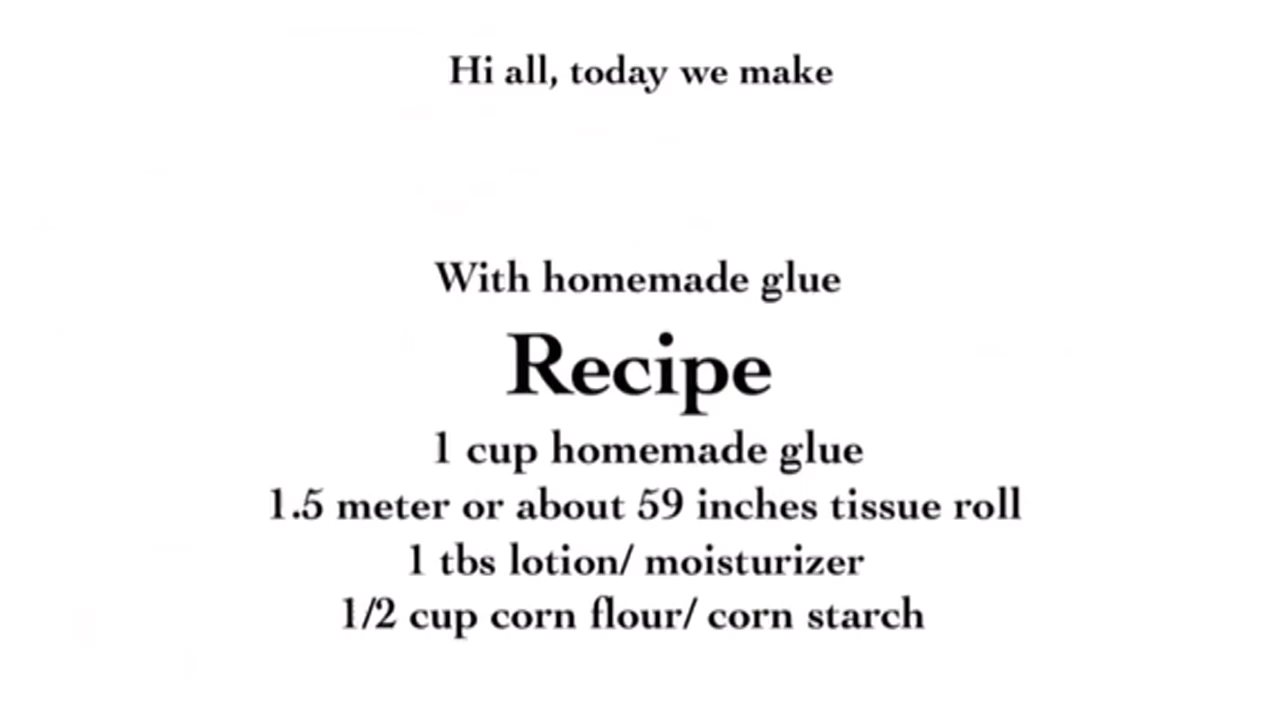 Hi all, today we make
With homemade glue
Recipe
1 cup homemade glue
1.5 meter or about 59 inches tissue roll
1 tbs lotion/ moisturizer
1/2 cup corn flour/ corn starch